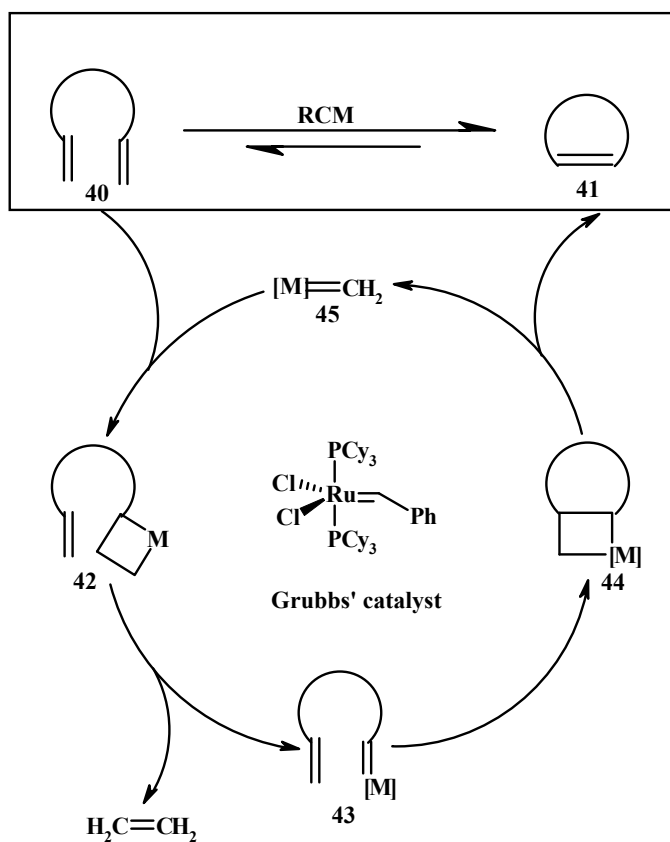 RCM
40
41
[M]=CH2
45
PCy3
Cl
Ru
Cl
Ph
PCy3
M
42
[M]
44
Grubbs' catalyst
[M]
43
H2C=CH2